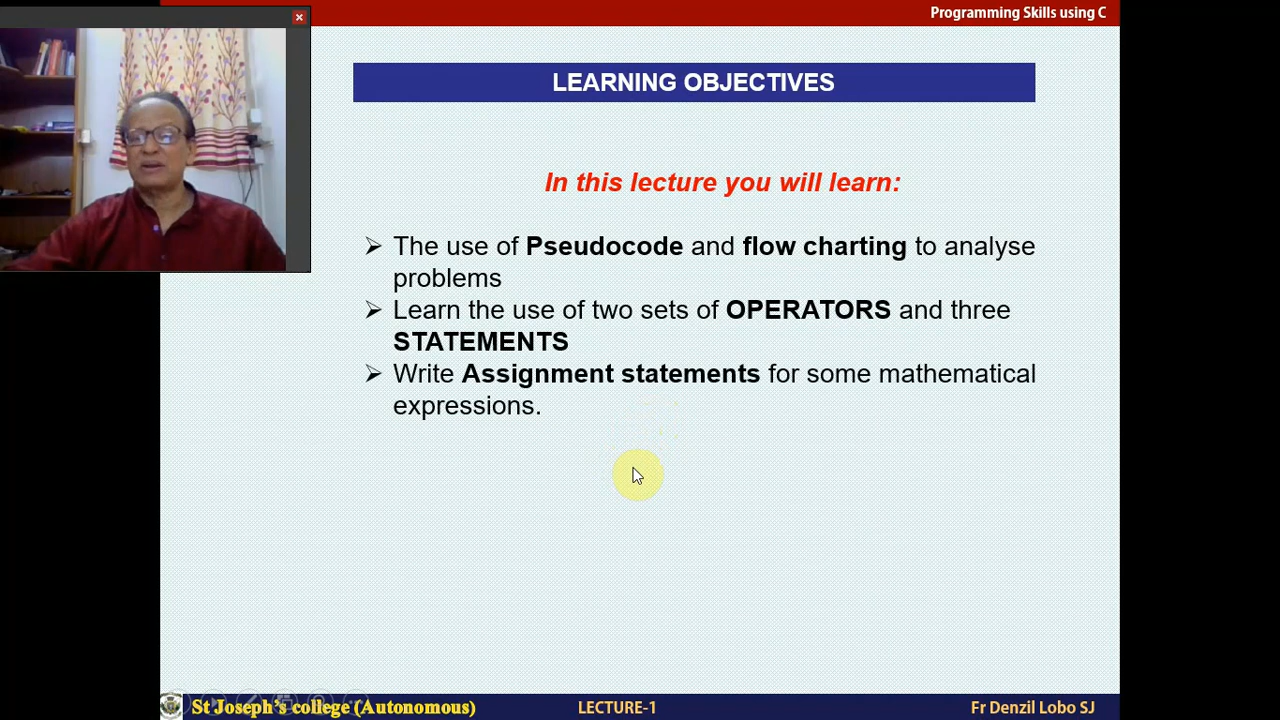 Programming Skills using C
LEARNING OBJECTIVES
In this lecture you will learn:
➢ The use of Pseudocode and flow charting to analyse
problems
➢ Learn the use of two sets of OPERATORS and three
STATEMENTS
➢ Write Assignment statements for some mathematical
expressions.
St Joseph's college (Autonomous)
LECTURE-1
Fr Denzil Lobo SJ